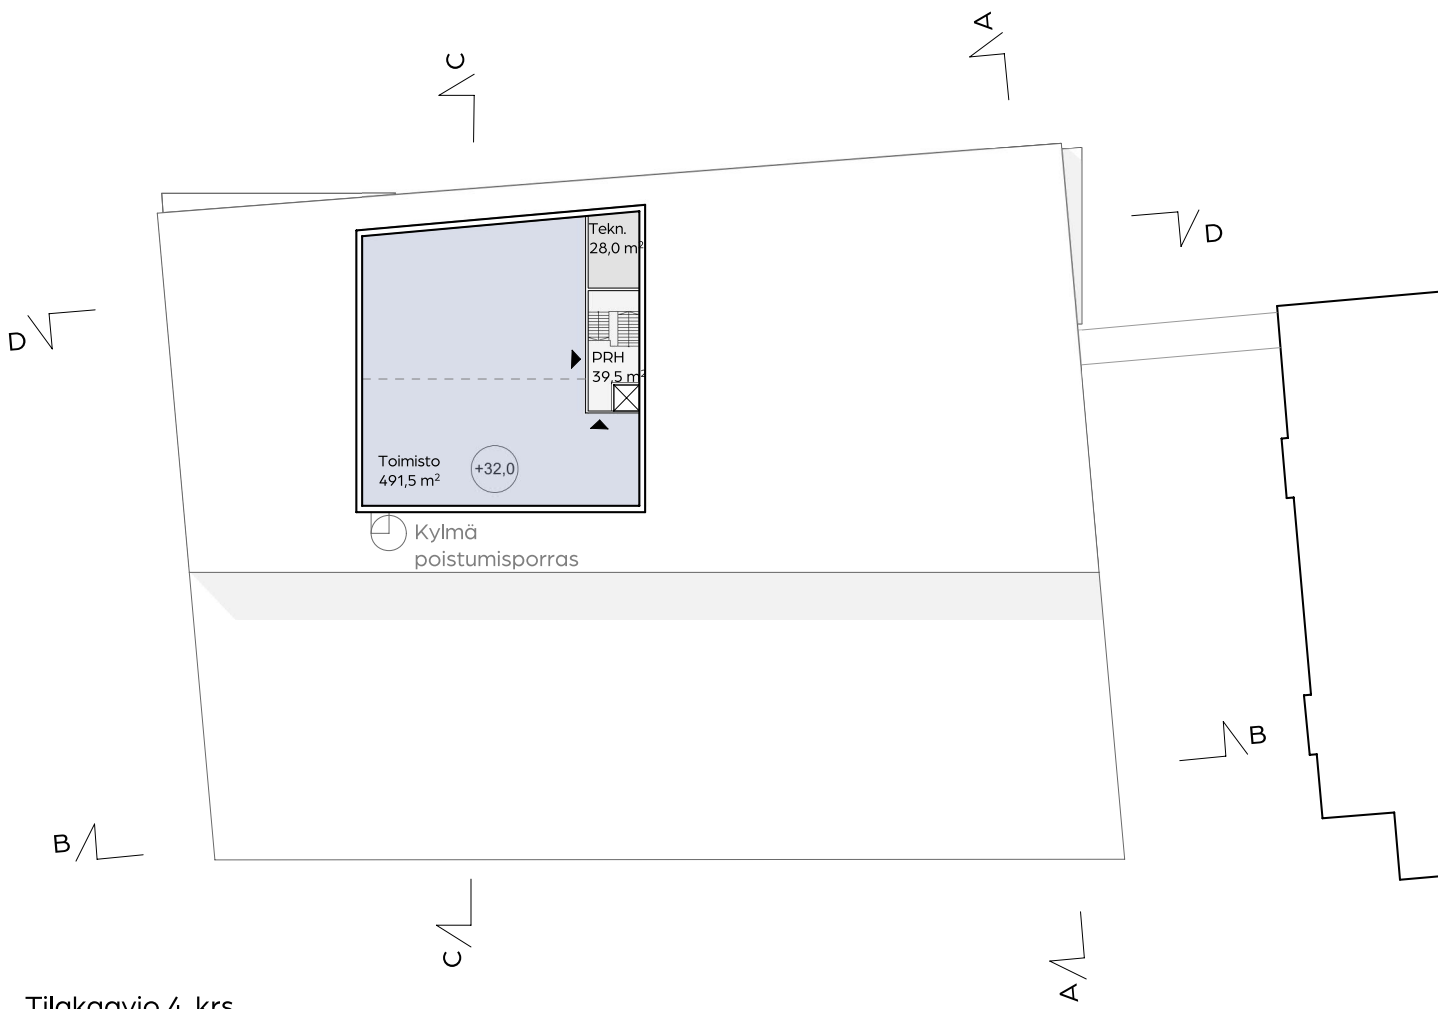 A
C
Tekn.
28,0 m²
D
D
PRH
39,5 m²
Toimisto
491,5 m²
+32,0
Kylmä
poistumisporras
B
B
C
A
Tilakaavio 4. krs